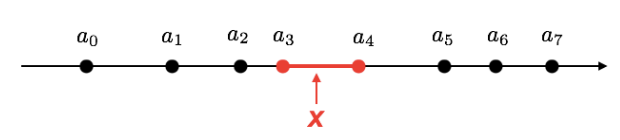 a₀ a₁ a₂ a₃ a₄ a₅ a₆ a₇
x